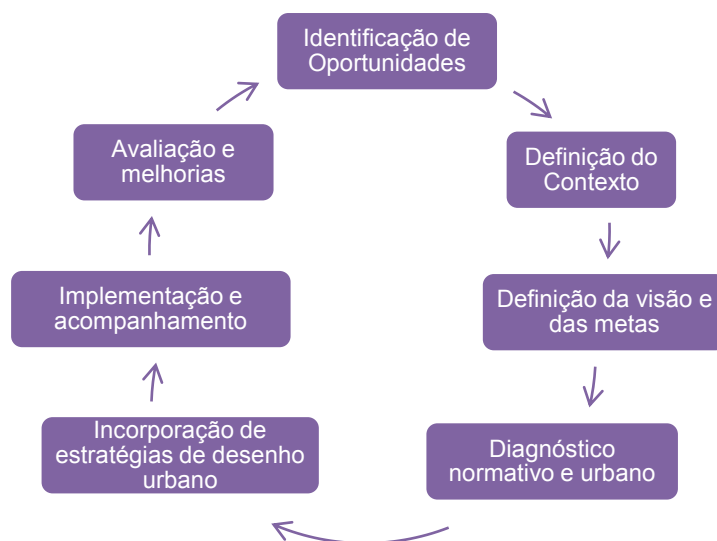 Identificação de
Oportunidades
Definição do
Contexto
Definição da visão e
das metas
Diagnóstico
normativo e urbano
Incorporação de
estratégias de desenho
urbano
Implementação e
acompanhamento
Avaliação e
melhorias